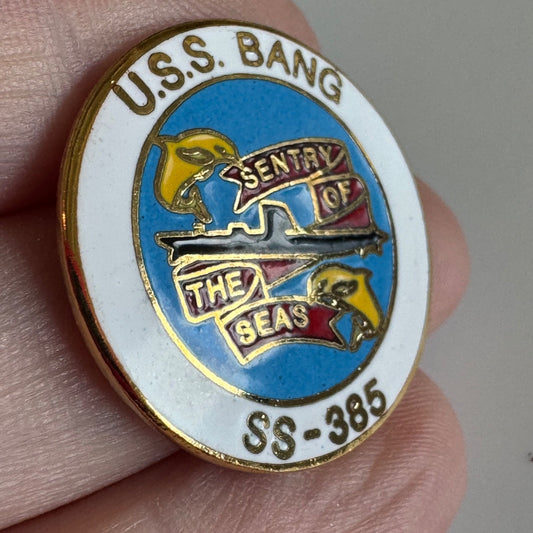 U.S.S. BANG
SENTRY
OF
THE
SEAS
SS-385